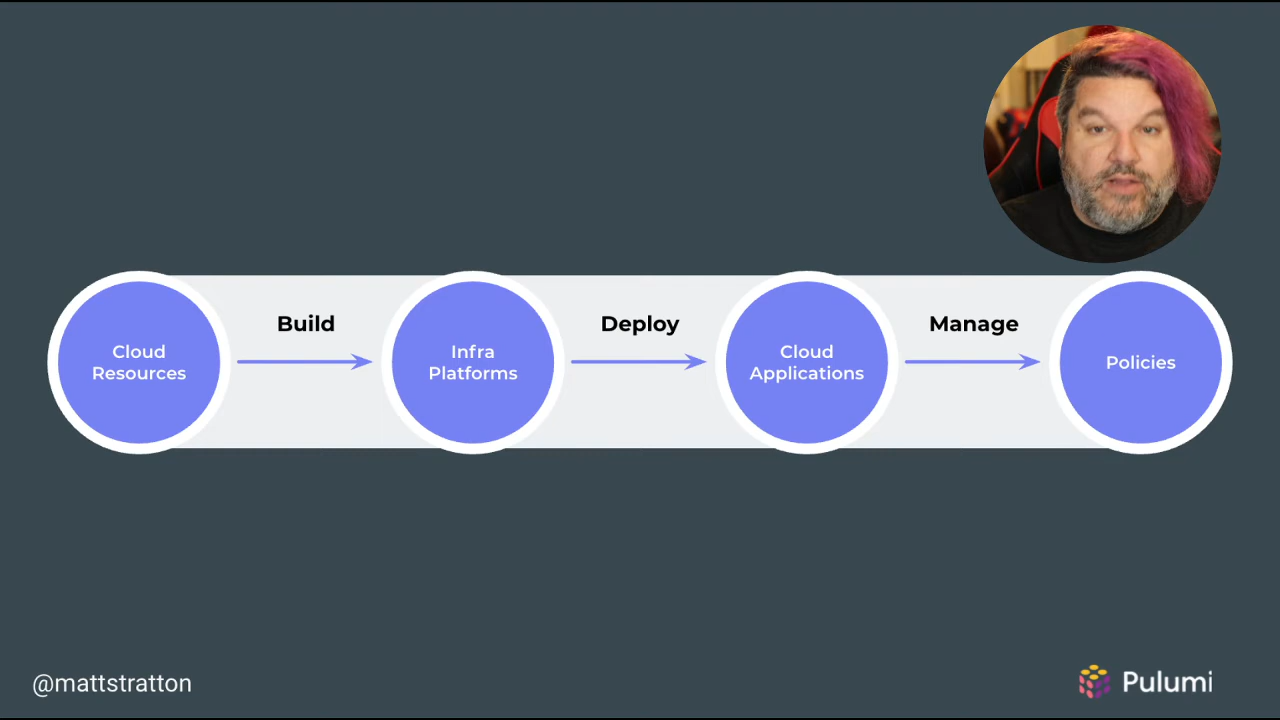 Build
Deploy
Manage
Cloud
Resources
Infra
Platforms
Cloud
Applications
Policies
@mattstratton
Pulumi